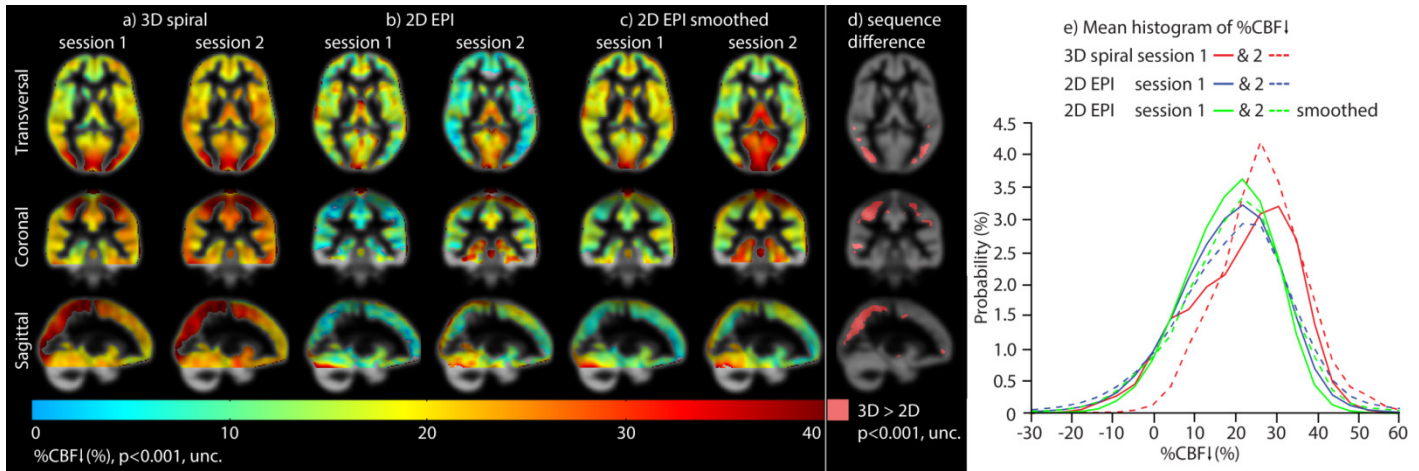 a) 3D spiral
session 1 session 2
b) 2D EPI
session 1 session 2
c) 2D EPI smoothed
session 1 session 2
d) sequence
difference
Transversal
Coronal
Sagittal
0 10 20 30 40
%CBF↓(%), p<0.001, unc.
3D > 2D
p<0.001, unc.
e) Mean histogram of %CBF↓
3D spiral session 1 & 2
2D EPI session 1 & 2
2D EPI session 1 & 2 smoothed
Probability (%)
4.5
4.0
3.5
3.0
2.5
2.0
1.5
1.0
0.5
0
-30 -20 -10 0 10 20 30 40 50 60
%CBF↓(%)